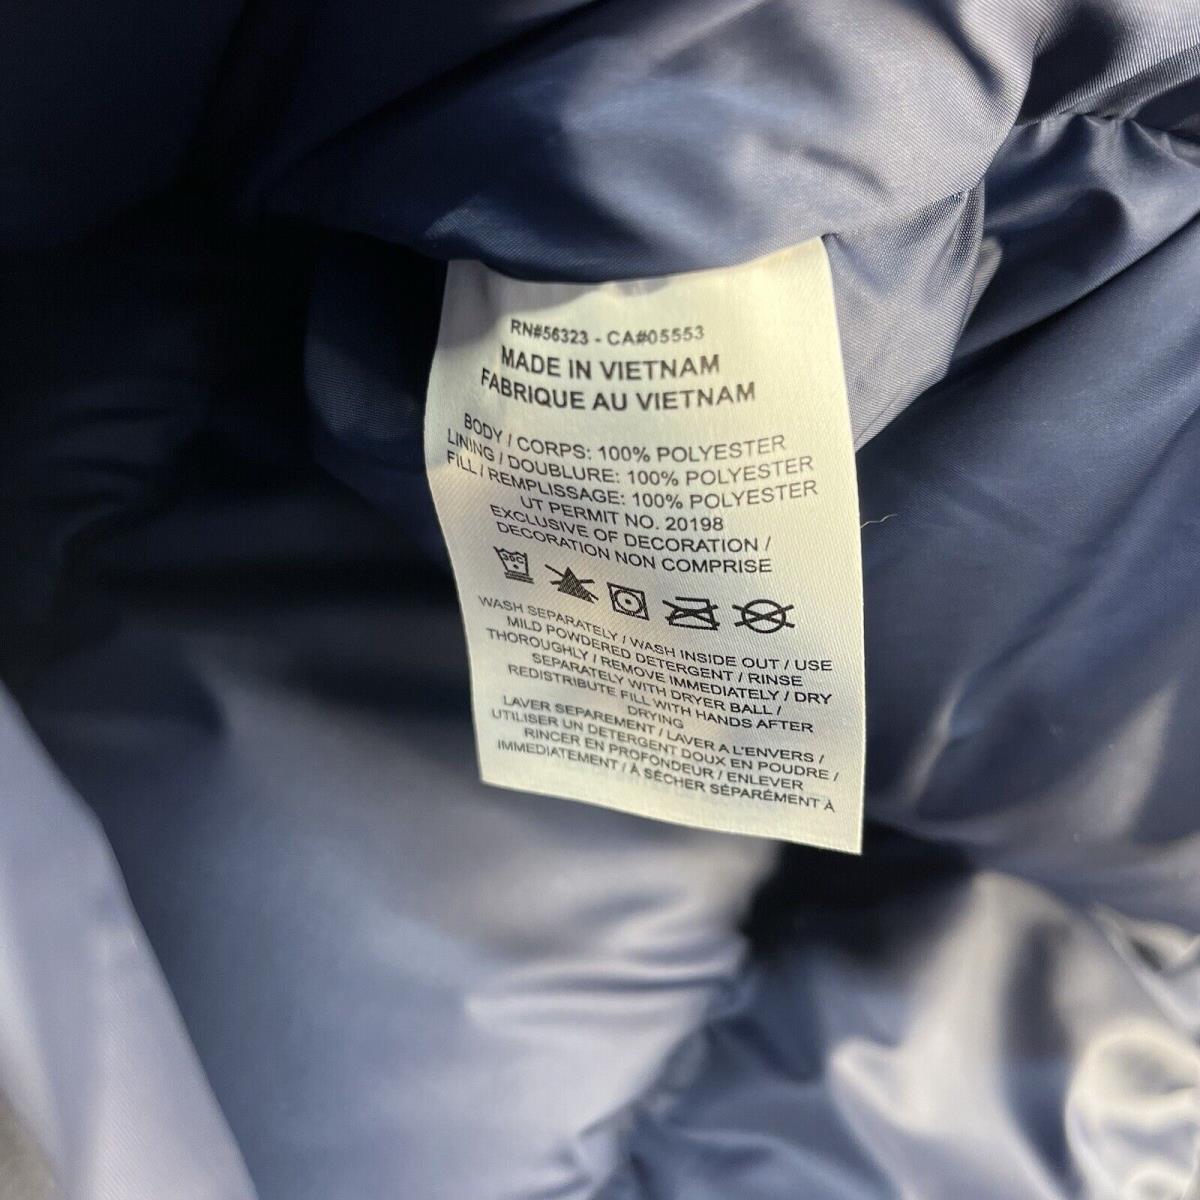 RN#56323 - CA#05553
MADE IN VIETNAM
FABRIQUE AU VIETNAM
BODY / CORPS: 100% POLYESTER
LINING / DOUBLURE: 100% POLYESTER
FILL / REMPLISSAGE: 100% POLYESTER
UT PERMIT NO. 20198
EXCLUSIVE OF DECORATION /
DECORATION NON COMPRISE
30C
WASH SEPARATELY / WASH INSIDE OUT / USE
MILD POWDERED DETERGENT / RINSE
THOROUGHLY / REMOVE IMMEDIATELY / DRY
SEPARATELY WITH DRYER BALL /
REDISTRIBUTE FILL WITH HANDS AFTER
DRYING
LAVER SEPAREMENT / LAVER A L'ENVERS /
UTILISER UN DETERGENT DOUX EN POUDRE /
RINCER EN PROFONDEUR / ENLEVER
IMMEDIATEMENT / À SÉCHER SÉPARÉMENT À